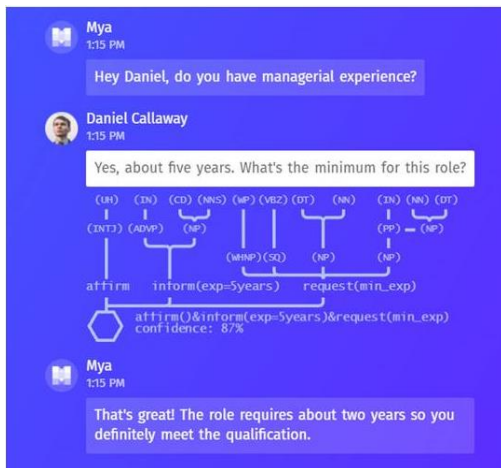 Mya
1:15 PM
Hey Daniel, do you have managerial experience?
Daniel Callaway
1:15 PM
Yes, about five years. What's the minimum for this role?
(UH) (IN) (CD) (NNS) (WP) (VBZ) (DT) (NN) (IN) (NN) (DT)
(INTJ) (ADVP) (NP) (PP) (NP)
(WHNP) (SQ) (NP) (NP)
affirm inform(exp=5years) request(min_exp)
affirm()&inform(exp=5years)&request(min_exp)
confidence: 87%
Mya
1:15 PM
That's great! The role requires about two years so you
definitely meet the qualification.